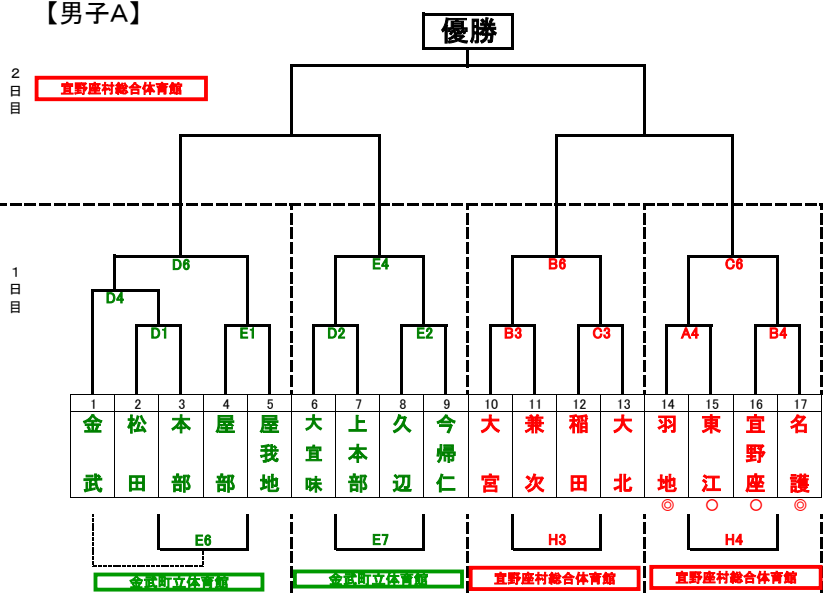 【男子A】
優勝
2日目
宜野座村総合体育館
1日目
D6
E4
B6
C6
D4
D1
E1
D2
E2
B3
C3
A4
B4
1 2 3 4 5 6 7 8 9 10 11 12 13 14 15 16 17
金武 松田 本部 屋部 屋我地 大宜味 上本部 久辺 今帰仁 大宮 兼次 稲田 大北 羽地 東江 宜野座 名護
◎ ○ ○ ◎
E6 E7 H3 H4
金武町立体育館 金武町立体育館 宜野座村総合体育館 宜野座村総合体育館